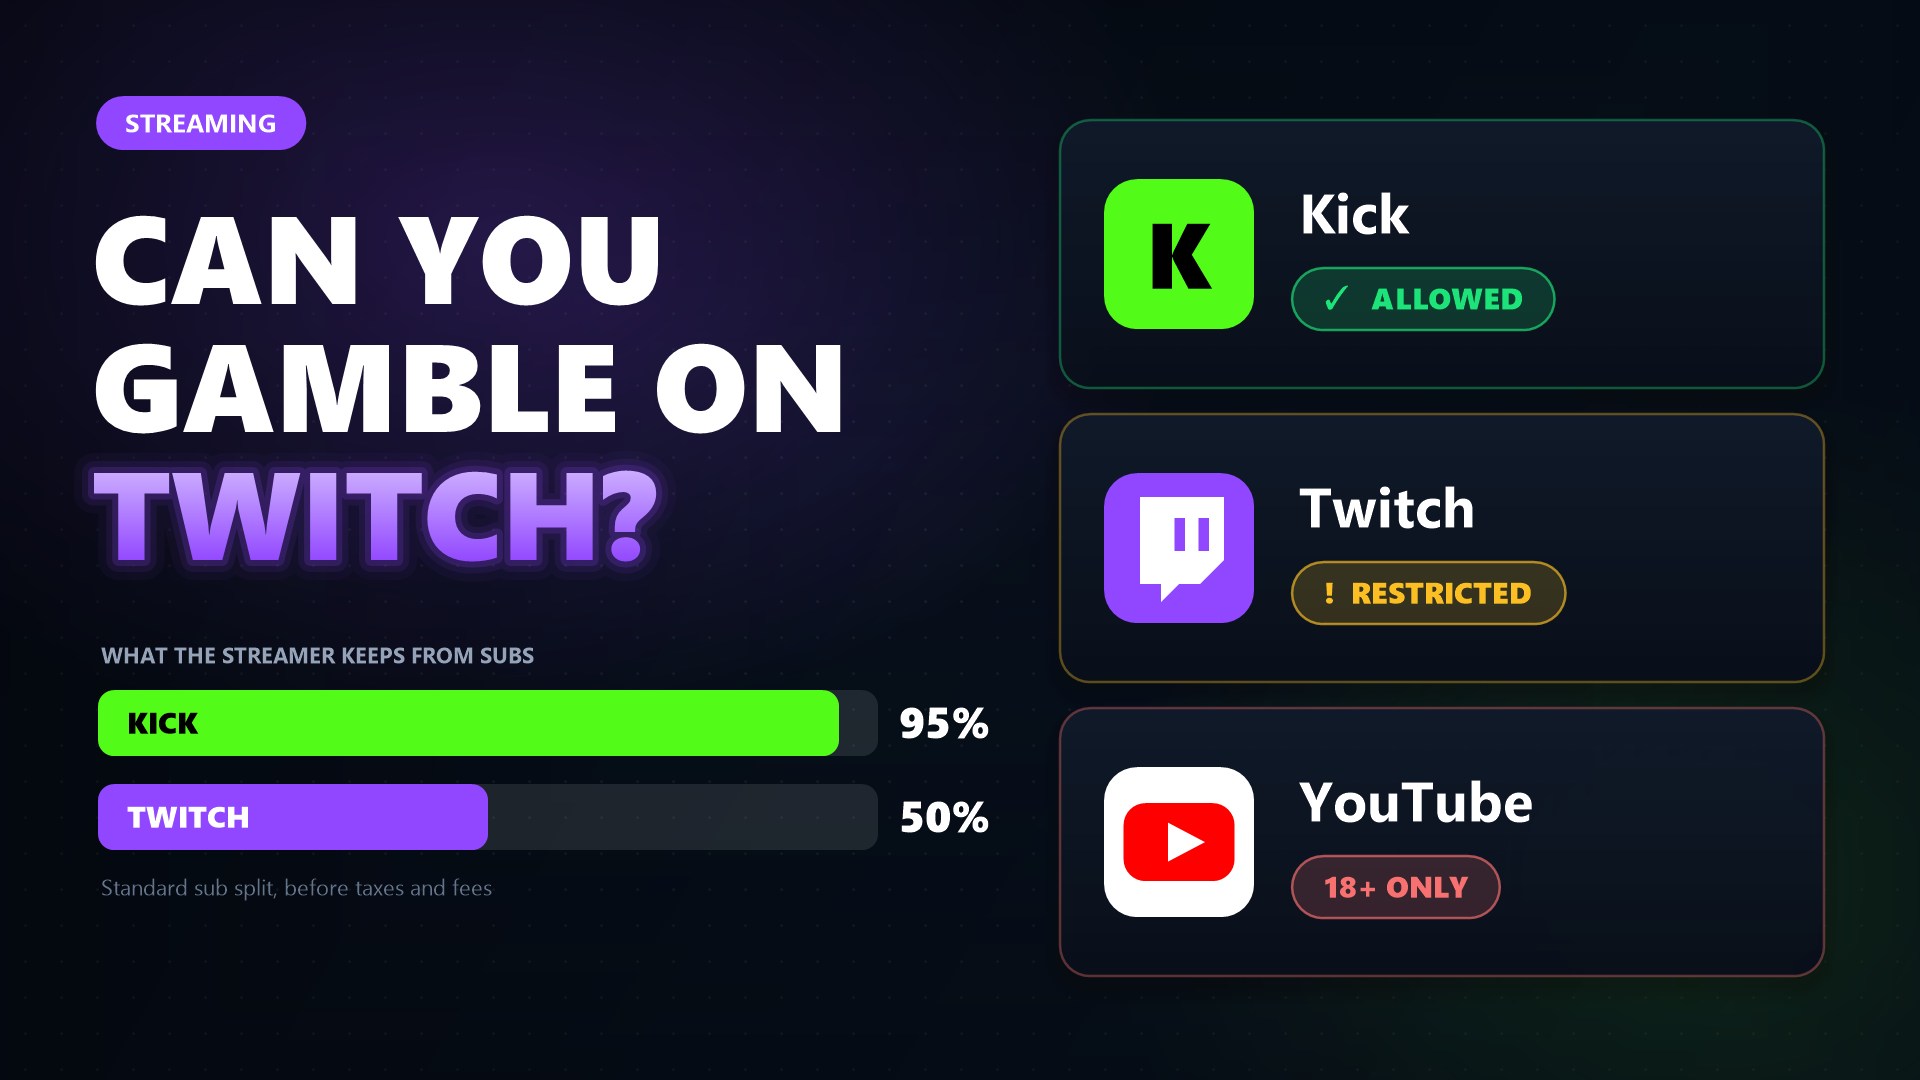 STREAMING
CAN YOU
GAMBLE ON
TWITCH?
WHAT THE STREAMER KEEPS FROM SUBS
KICK 95%
TWITCH 50%
Standard sub split, before taxes and fees
K
Kick
✓ ALLOWED
Twitch
! RESTRICTED
YouTube
18+ ONLY